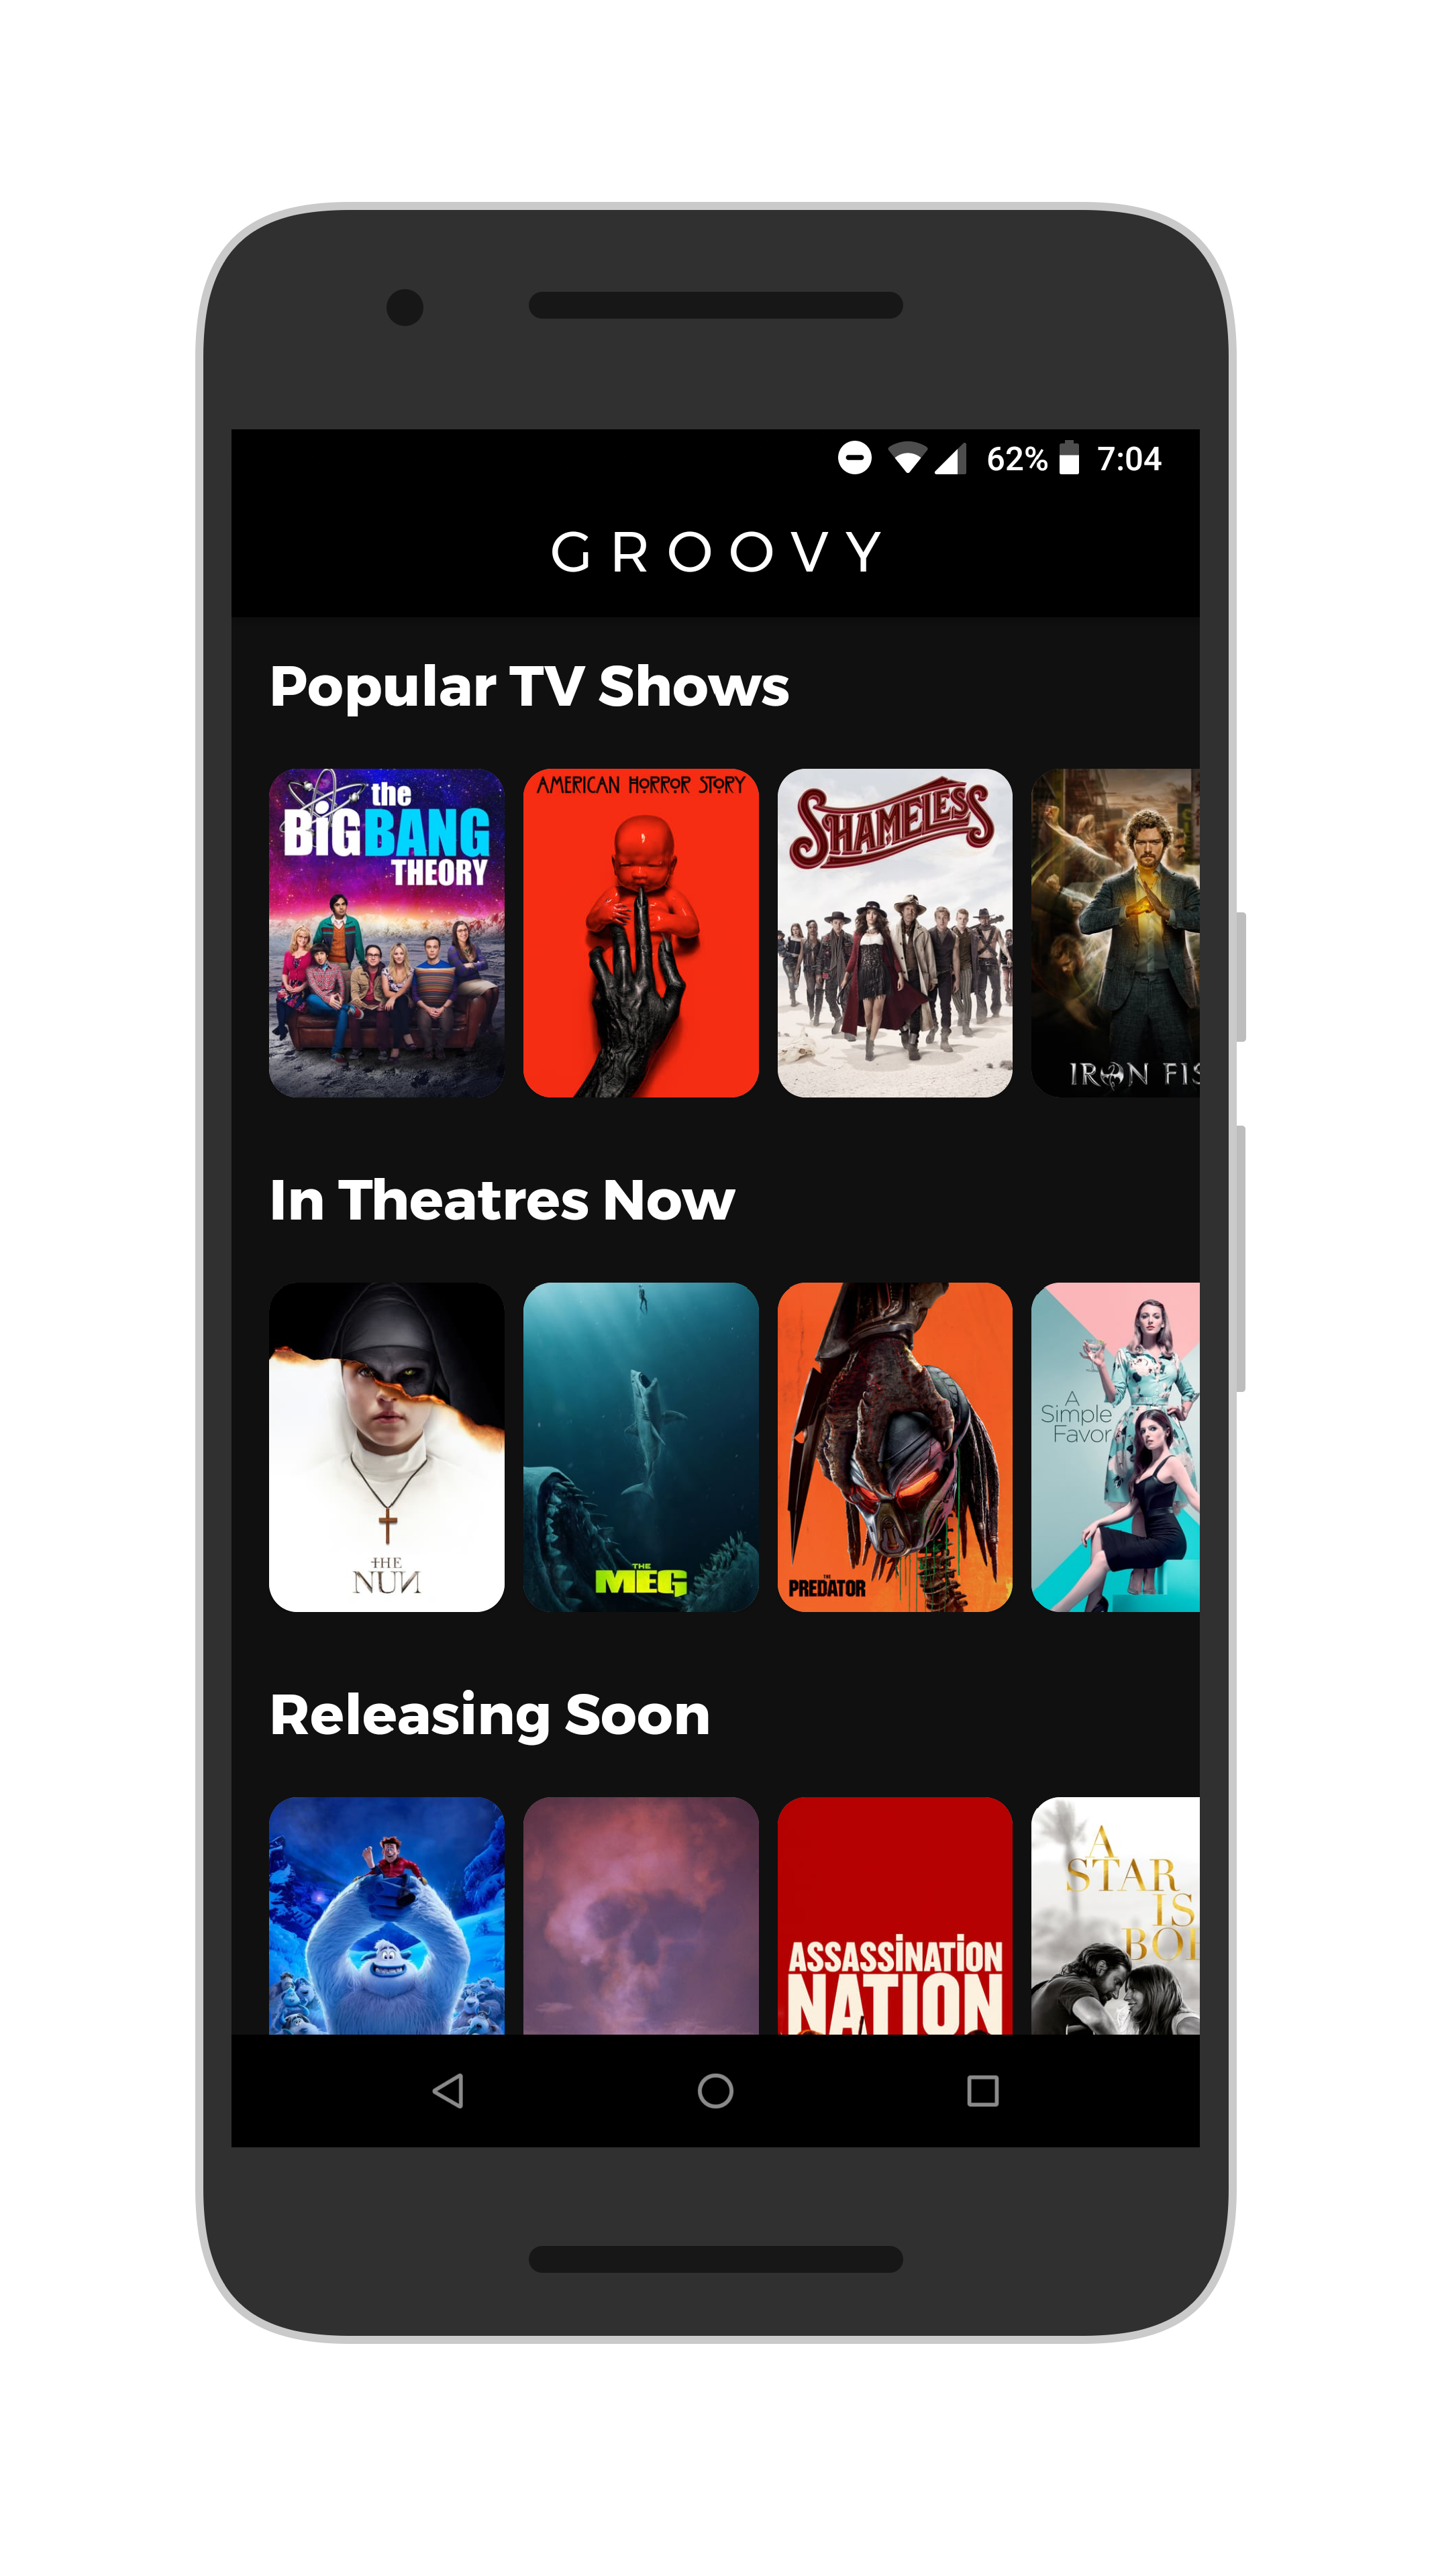 62% 7:04
GROOVY
Popular TV Shows
the
BIG BANG
THEORY
AMERICAN HORROR STORY
SHAMELESS
IRON FIS
In Theatres Now
THE
NUN
THE
MEG
THE
PREDATOR
A
Simple
Favor
Releasing Soon
ASSASSINATION
NATION
A
STAR
IS
BO